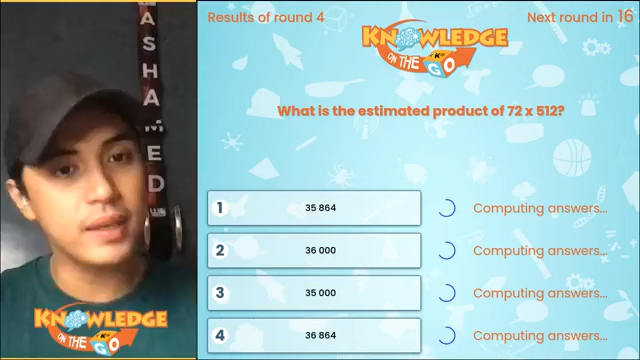 ASHAMED
Results of round 4
Next round in 16
KNOWLEDGE
ON THE GO
What is the estimated product of 72 x 512?
1
35 864
Computing answers...
2
36 000
Computing answers...
3
35 000
Computing answers...
4
36 864
Computing answers...
KNOWLEDGE
ON THE GO